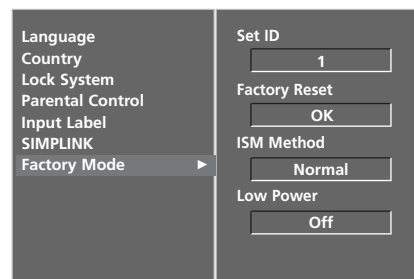 Language
Country
Lock System
Parental Control
Input Label
SIMPLINK
Factory Mode
Set ID
1
Factory Reset
OK
ISM Method
Normal
Low Power
Off